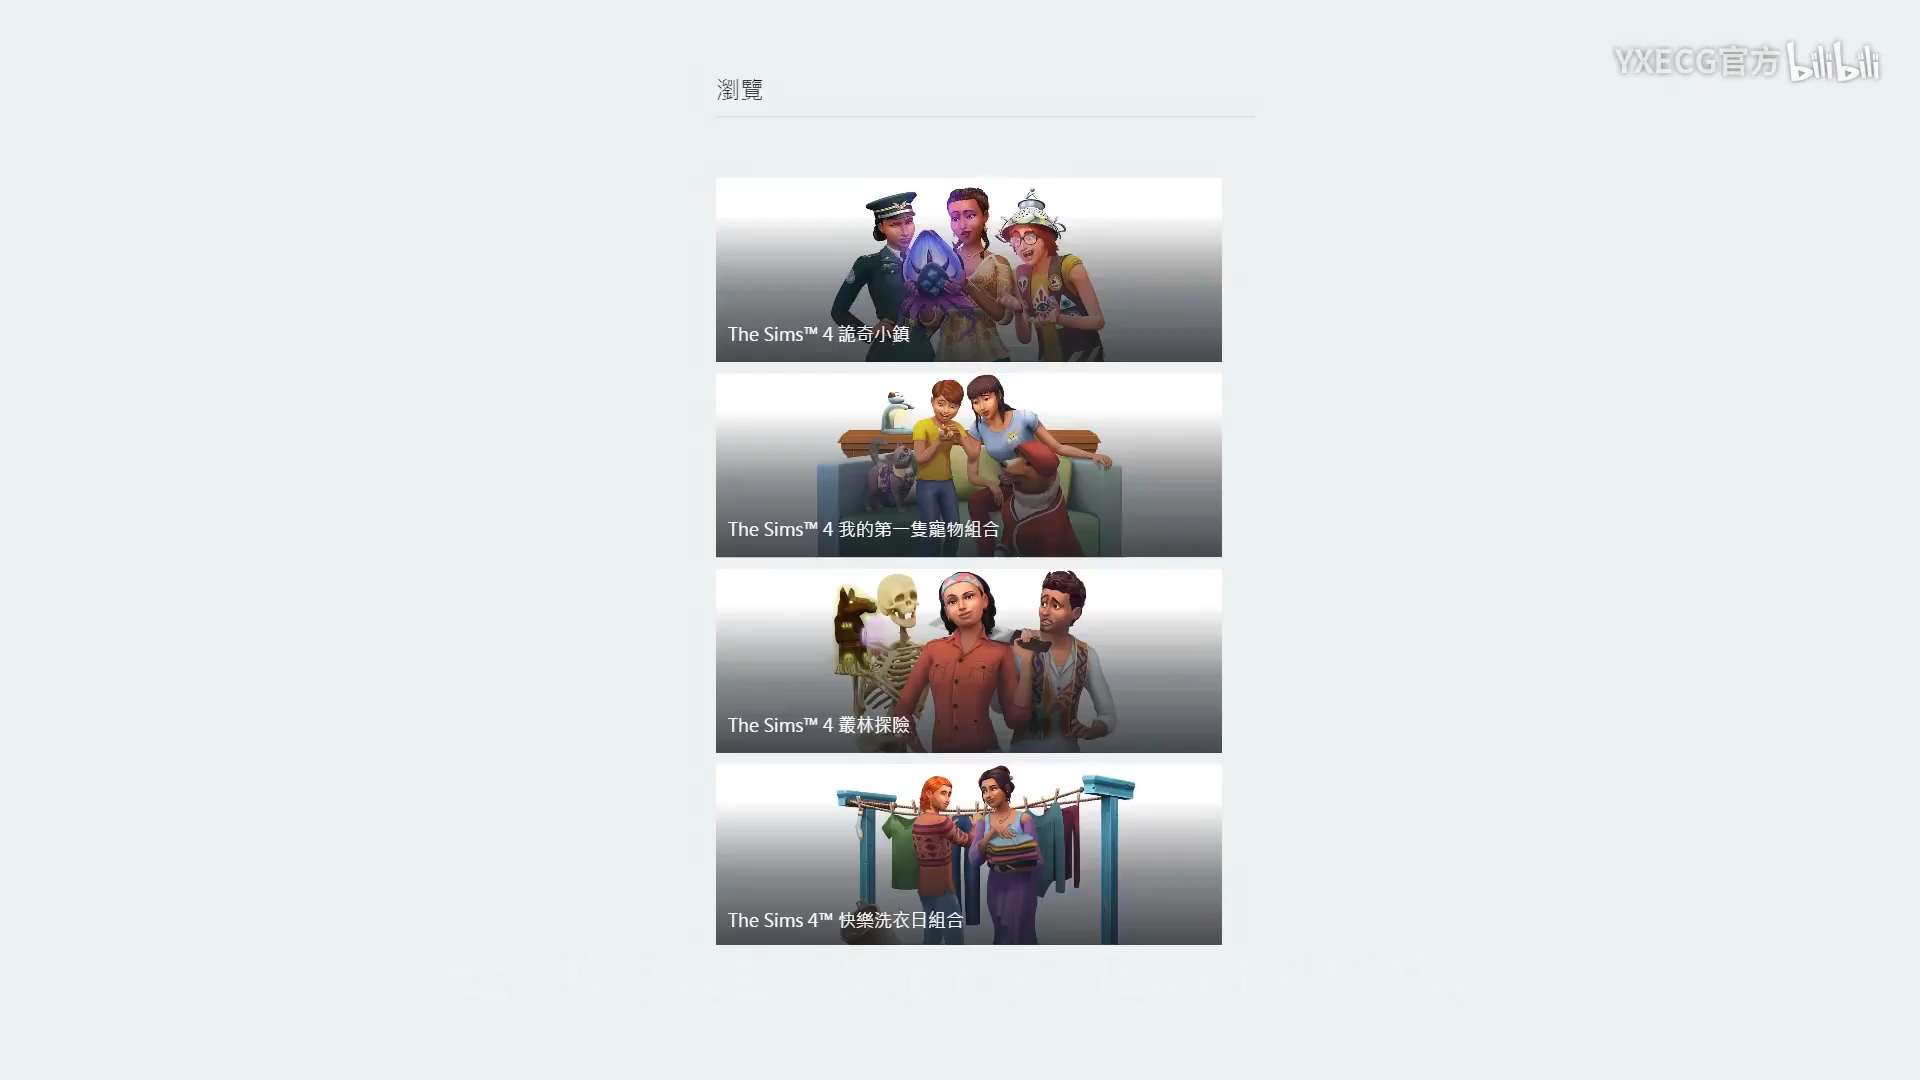 YXECG官方 bilibili
瀏覽
The Sims™ 4 詭奇小鎮
The Sims™ 4 我的第一隻寵物組合
The Sims™ 4 叢林探險
The Sims 4™ 快樂洗衣日組合